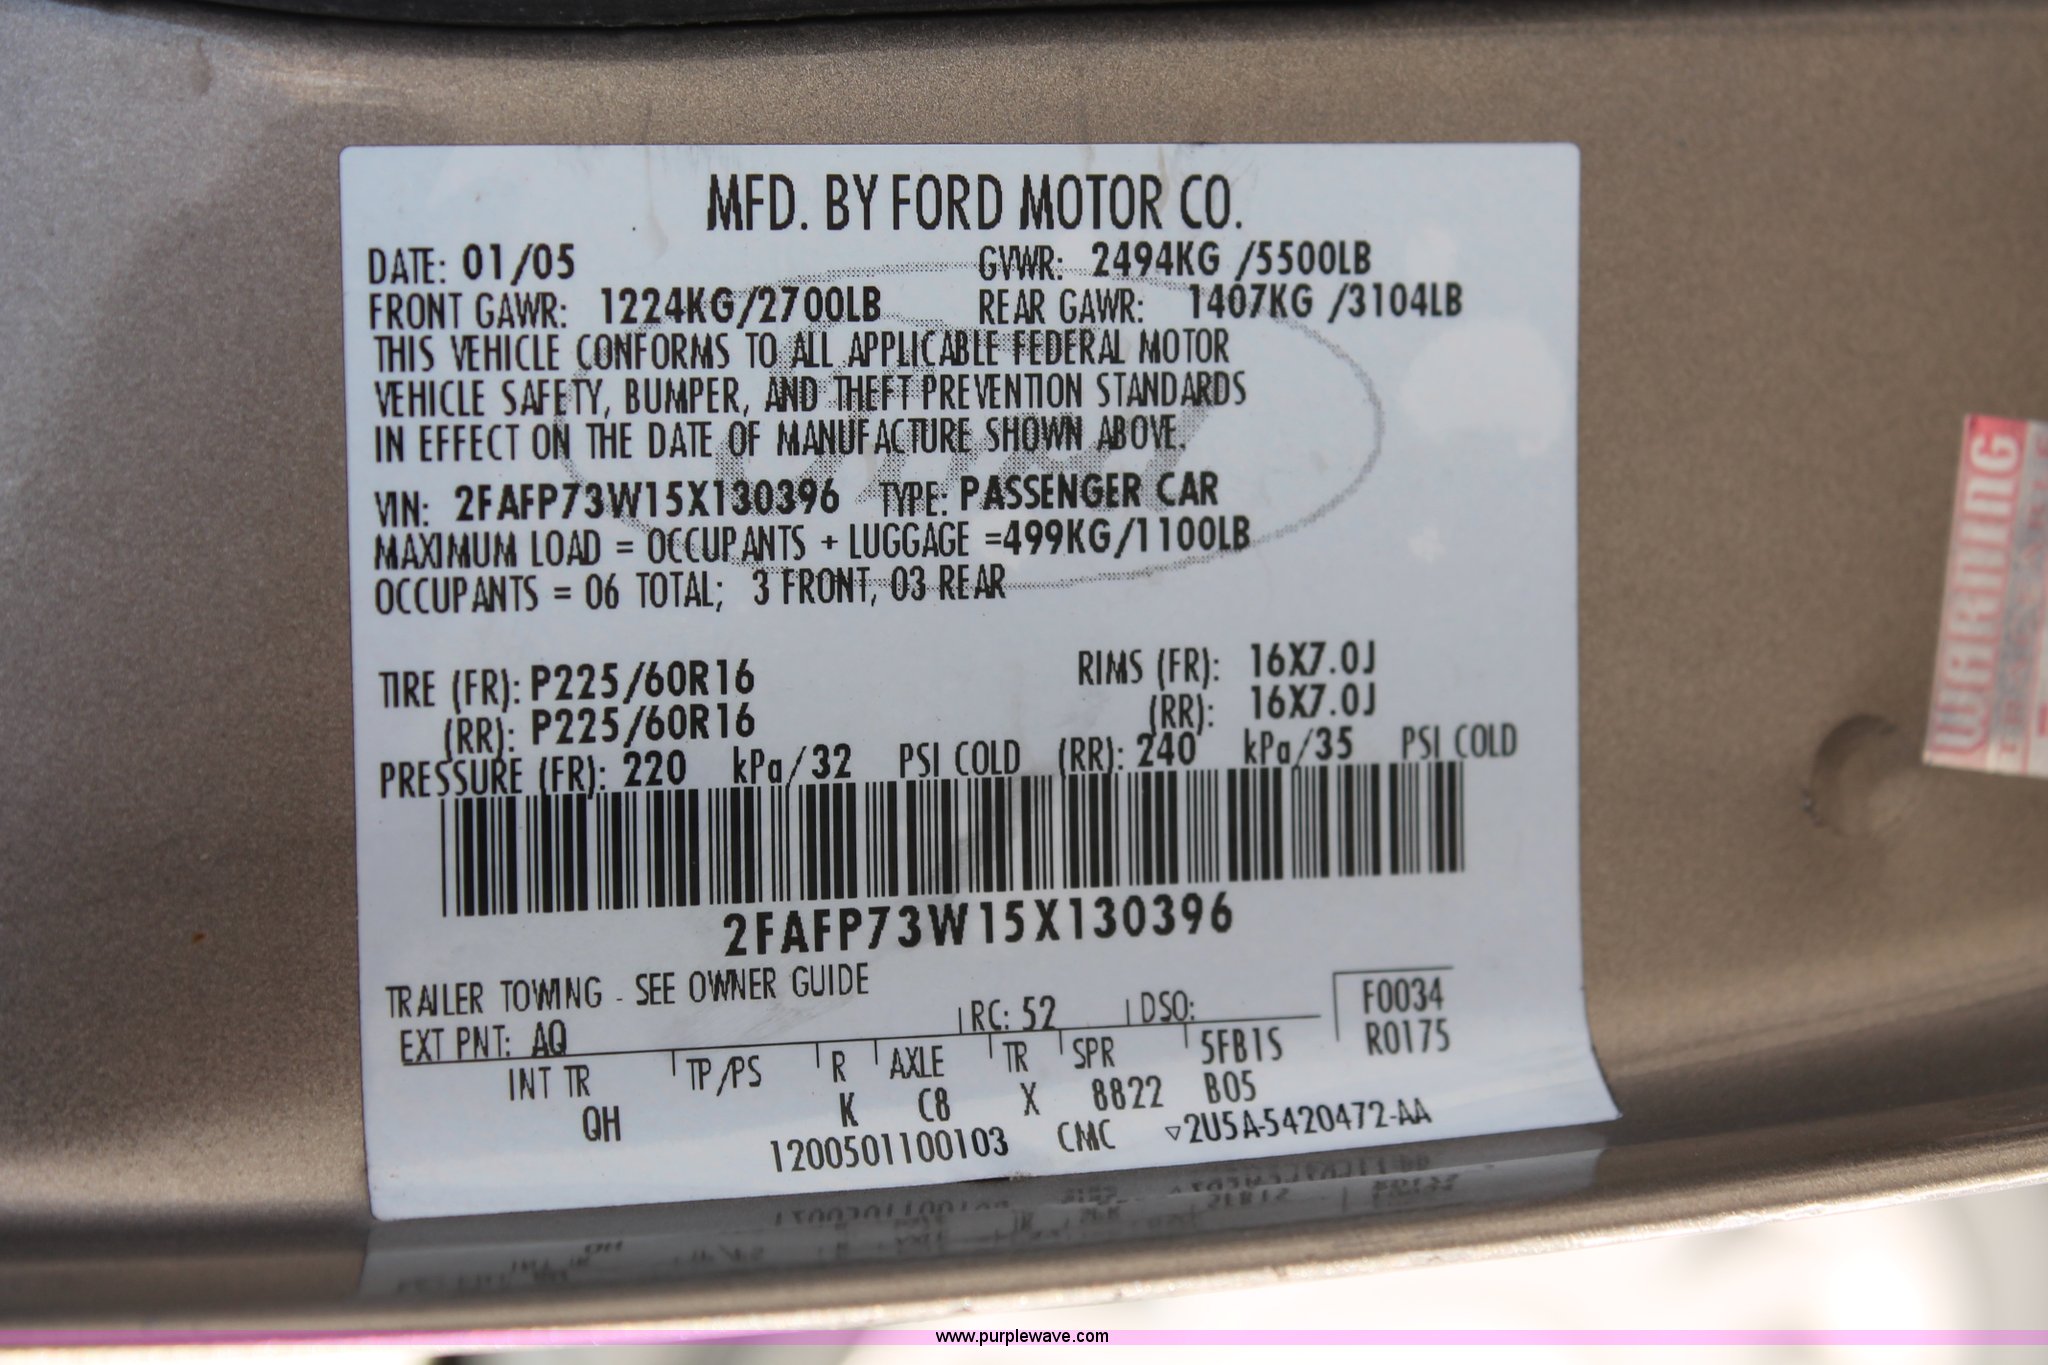 MFD. BY FORD MOTOR CO.
DATE: 01/05 GVWR: 2494KG /5500LB
FRONT GAWR: 1224KG/2700LB REAR GAWR: 1407KG /3104LB
THIS VEHICLE CONFORMS TO ALL APPLICABLE FEDERAL MOTOR
VEHICLE SAFETY, BUMPER, AND THEFT PREVENTION STANDARDS
IN EFFECT ON THE DATE OF MANUFACTURE SHOWN ABOVE.
VIN: 2FAFP73W15X130396 TYPE: PASSENGER CAR
MAXIMUM LOAD = OCCUPANTS + LUGGAGE =499KG/1100LB
OCCUPANTS = 06 TOTAL; 3 FRONT, 03 REAR
TIRE (FR): P225/60R16 RIMS (FR): 16X7.0J
(RR): P225/60R16 (RR): 16X7.0J
PRESSURE (FR): 220 kPa/32 PSI COLD (RR): 240 kPa/35 PSI COLD
2FAFP73W15X130396
TRAILER TOWING - SEE OWNER GUIDE
EXT PNT: AQ RC: 52 DSO: F0034
INT TR TP/PS R AXLE TR SPR 5FB1S R0175
QH K C8 X 8822 B05
1200501100103 CMC 2U5A-5420472-AA
WARNING
www.purplewave.com